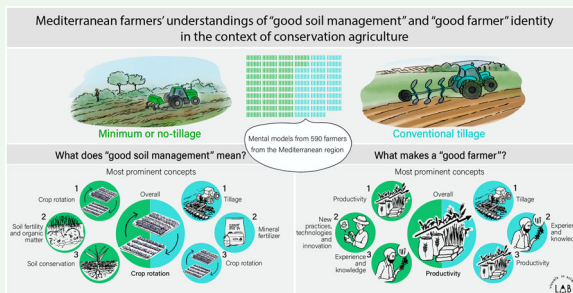 Mediterranean farmers' understandings of "good soil management" and "good farmer" identity
in the context of conservation agriculture
Minimum or no-tillage
Mental models from 590 farmers
from the Mediterranean region
Conventional tillage
What does "good soil management" mean?
Most prominent concepts
1
Crop rotation
2
Soil fertility
and organic
matter
3
Soil conservation
Overall
Crop rotation
1
Tillage
2
Mineral
fertilizer
3
Crop rotation
What makes a "good farmer"?
Most prominent concepts
1
Productivity
2
New
practices,
technologies
and
innovation
3
Experience
and
knowledge
Overall
Productivity
1
Tillage
2
and
3
Productivity
LAB